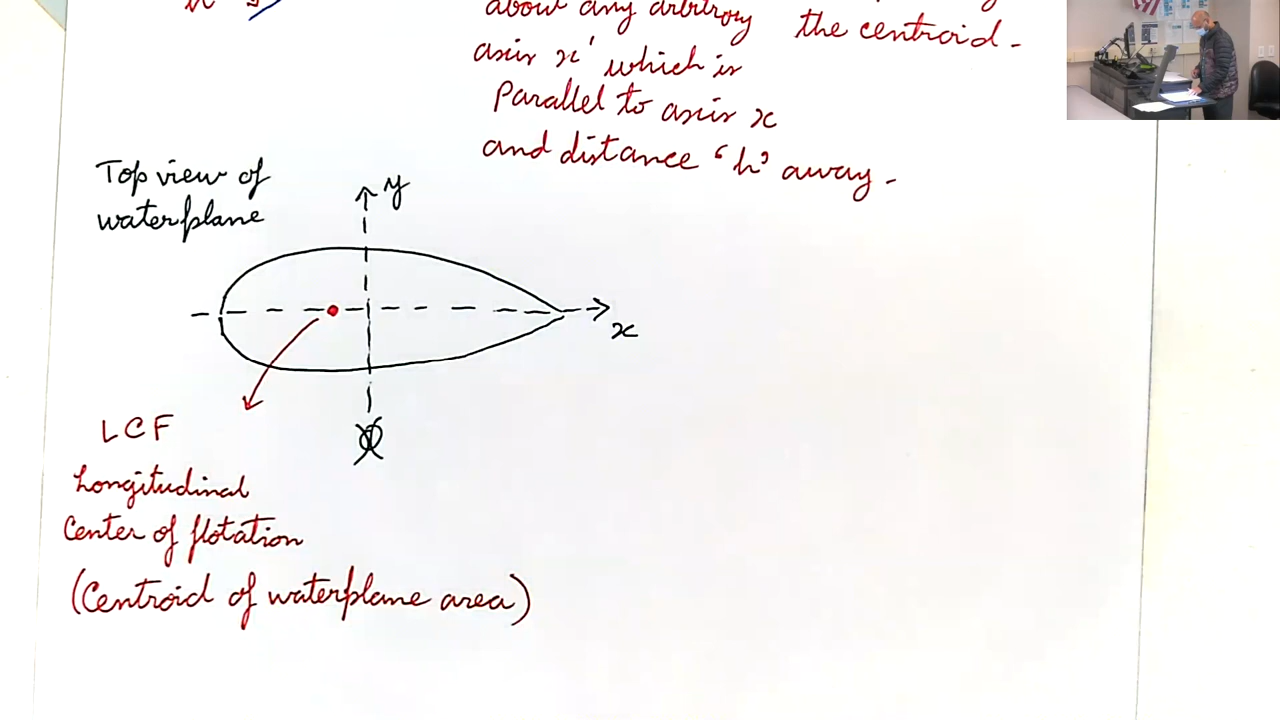 about any arbitrary the centroid.
axis x' which is
Parallel to axis x
and distance 'h' away.
Top view of
waterplane
y
x
LCF
Longitudinal
Center of flotation
(Centroid of waterplane area)